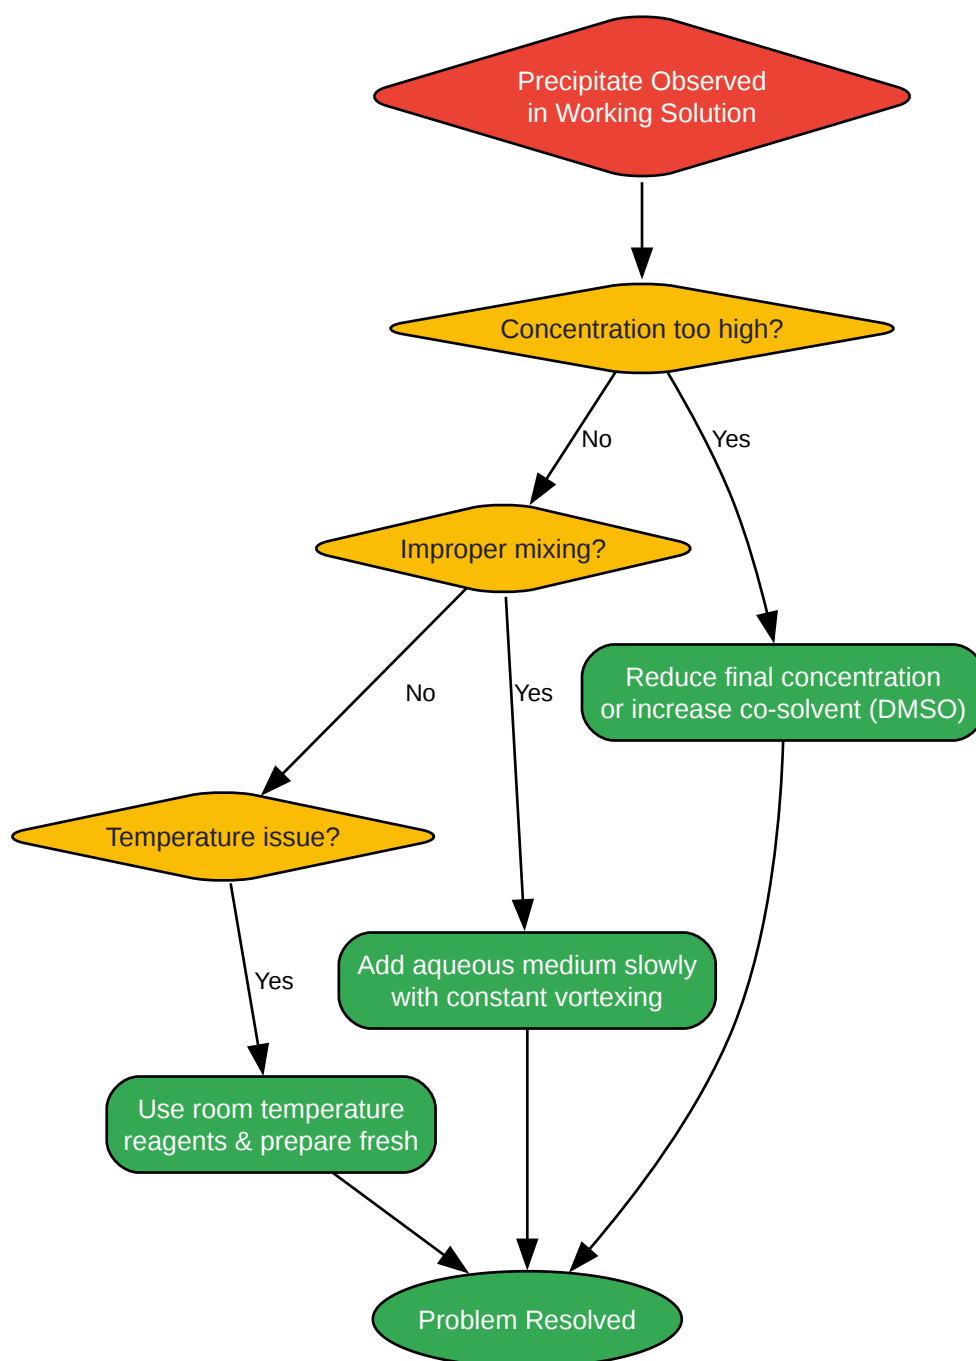 Precipitate Observed
in Working Solution
Concentration too high?
No
Yes
Improper mixing?
Reduce final concentration
or increase co-solvent (DMSO)
No
Yes
Temperature issue?
Add aqueous medium slowly
with constant vortexing
Yes
Use room temperature
reagents & prepare fresh
Problem Resolved